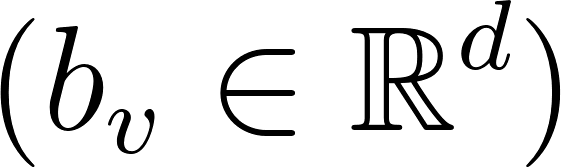 (b_v ∈ ℝ^d)